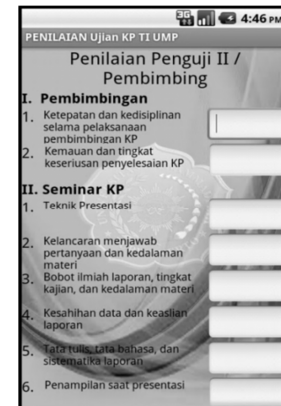 3G 4:46 PM
PENILAIAN Ujian KP TI UMP
Penilaian Penguji II /
Pembimbing
I. Pembimbingan
1. Ketepatan dan kedisiplinan
selama pelaksanaan
pembimbingan KP
2. Kemauan dan tingkat
keseriusan penyelesaian KP
II. Seminar KP
1. Teknik Presentasi
2. Kelancaran menjawab
pertanyaan dan kedalaman
materi
3. Bobot ilmiah laporan, tingkat
kajian, dan kedalaman materi
4. Kesahihan data dan keaslian
laporan
5. Tata tulis, tata bahasa, dan
sistematika laporan
6. Penampilan saat presentasi